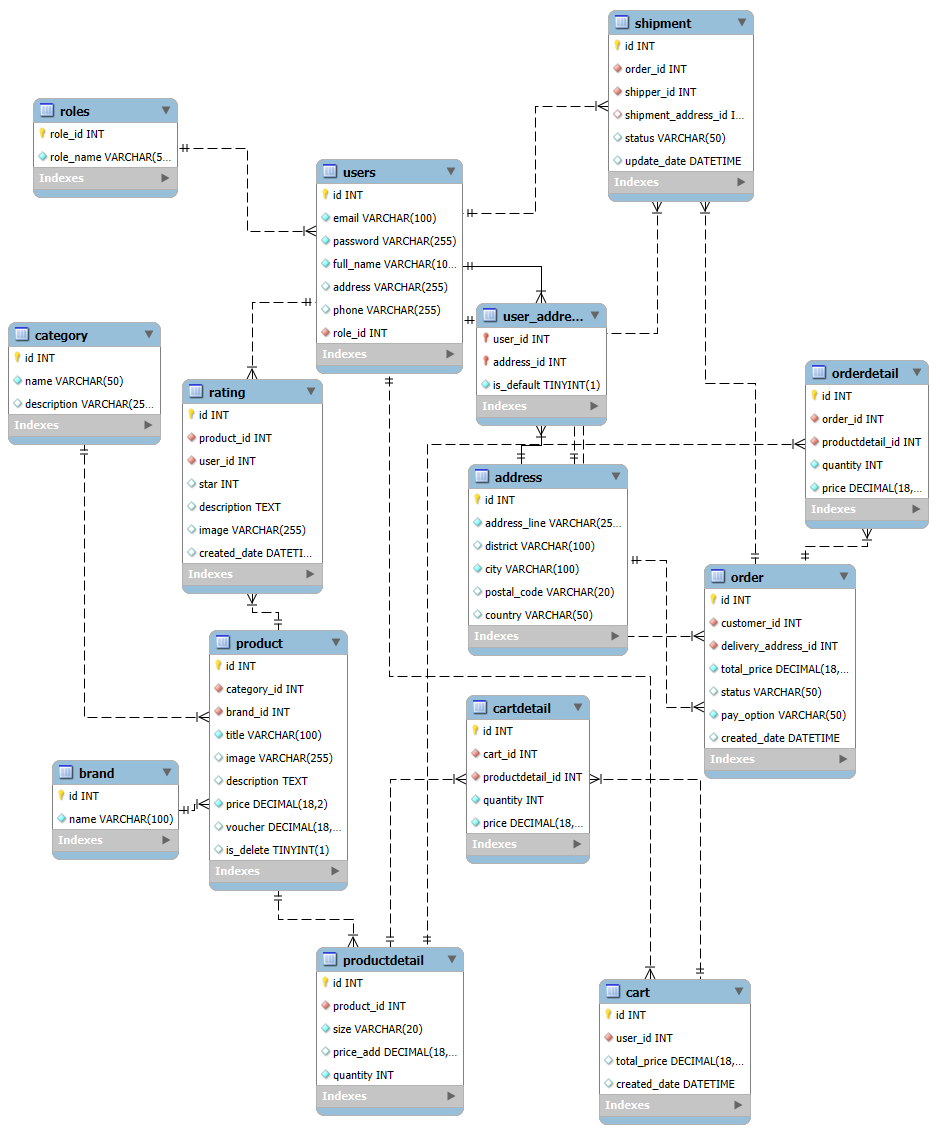 shipment
id INT
order_id INT
shipper_id INT
shipment_address_id I...
status VARCHAR(50)
update_date DATETIME
Indexes
roles
role_id INT
role_name VARCHAR(5...
Indexes
users
id INT
email VARCHAR(100)
password VARCHAR(255)
full_name VARCHAR(10...
address VARCHAR(255)
phone VARCHAR(255)
role_id INT
Indexes
user_addre...
user_id INT
address_id INT
is_default TINYINT(1)
Indexes
category
id INT
name VARCHAR(50)
description VARCHAR(25...
Indexes
rating
id INT
product_id INT
user_id INT
star INT
description TEXT
image VARCHAR(255)
created_date DATETI...
Indexes
orderdetail
id INT
order_id INT
productdetail_id INT
quantity INT
price DECIMAL(18,...
Indexes
address
id INT
address_line VARCHAR(25...
district VARCHAR(100)
city VARCHAR(100)
postal_code VARCHAR(20)
country VARCHAR(50)
Indexes
order
id INT
customer_id INT
delivery_address_id INT
total_price DECIMAL(18,...
status VARCHAR(50)
pay_option VARCHAR(50)
created_date DATETIME
Indexes
product
id INT
category_id INT
brand_id INT
title VARCHAR(100)
image VARCHAR(255)
description TEXT
price DECIMAL(18,2)
voucher DECIMAL(18,...
is_delete TINYINT(1)
Indexes
brand
id INT
name VARCHAR(100)
Indexes
cartdetail
id INT
cart_id INT
productdetail_id INT
quantity INT
price DECIMAL(18,...
Indexes
productdetail
id INT
product_id INT
size VARCHAR(20)
price_add DECIMAL(18,...
quantity INT
Indexes
cart
id INT
user_id INT
total_price DECIMAL(18,...
created_date DATETIME
Indexes